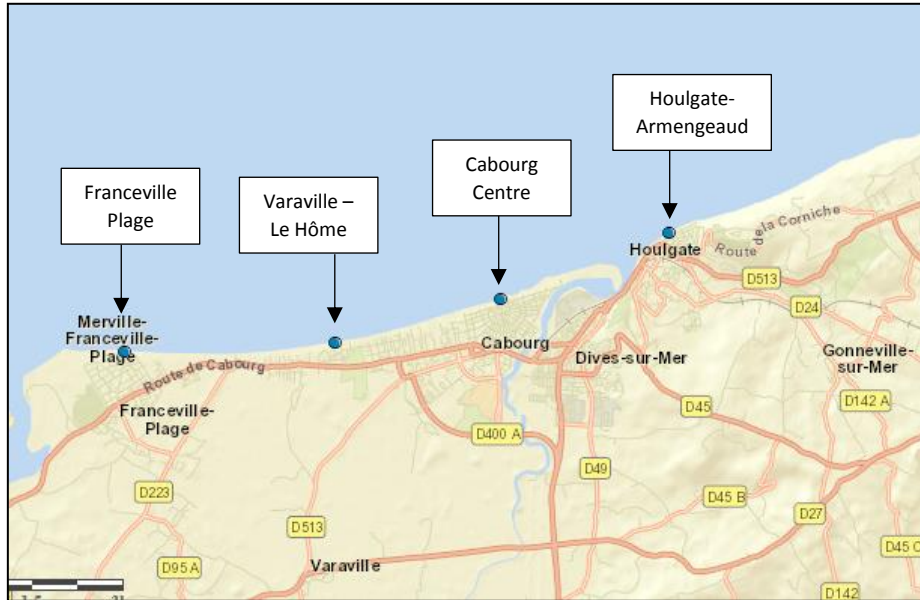 Houlgate-
Armengeaud
Cabourg
Centre
Franceville
Plage
Varaville –
Le Hôme
Route de la Corniche
Houlgate
D513
D24
Merville-
Franceville-
Plage
Route de Cabourg
Cabourg
Dives-sur-Mer
Gonneville-
sur-Mer
Franceville-
Plage
D142 A
D45
D400 A
D49
D223
D45 B
D27
D513
D45 C
D95 A
Varaville
D142